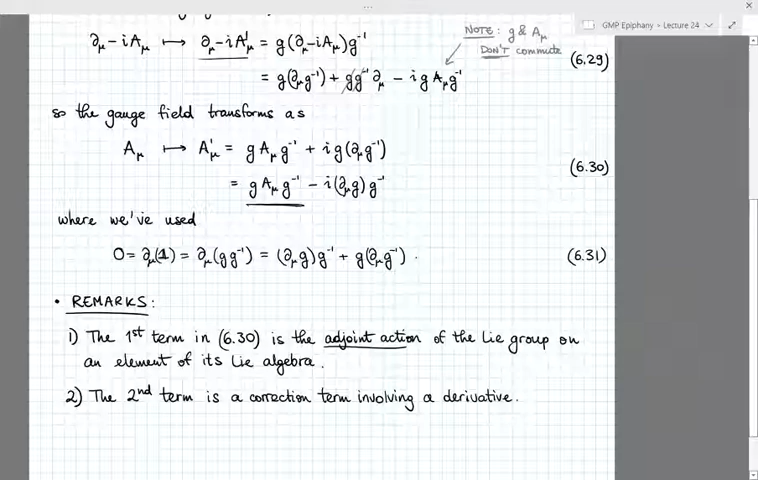 GMP Epiphany - Lecture 24
NOTE: g & A_μ
DON'T commute
∂_μ - iA_μ ↦ ∂_μ - iA'_μ = g(∂_μ - iA_μ)g⁻¹
= g(∂_μ g⁻¹) + gg⁻¹ ∂_μ - i g A_μ g⁻¹ (6.29)
so the gauge field transforms as
A_μ ↦ A'_μ = g A_μ g⁻¹ + i g(∂_μ g⁻¹)
= g A_μ g⁻¹ - i(∂_μ g) g⁻¹ (6.30)
where we've used
0 = ∂_μ(1) = ∂_μ(gg⁻¹) = (∂_μ g)g⁻¹ + g(∂_μ g⁻¹) . (6.31)
• REMARKS:
1) The 1st term in (6.30) is the adjoint action of the Lie group on
an element of its Lie algebra.
2) The 2nd term is a correction term involving a derivative.